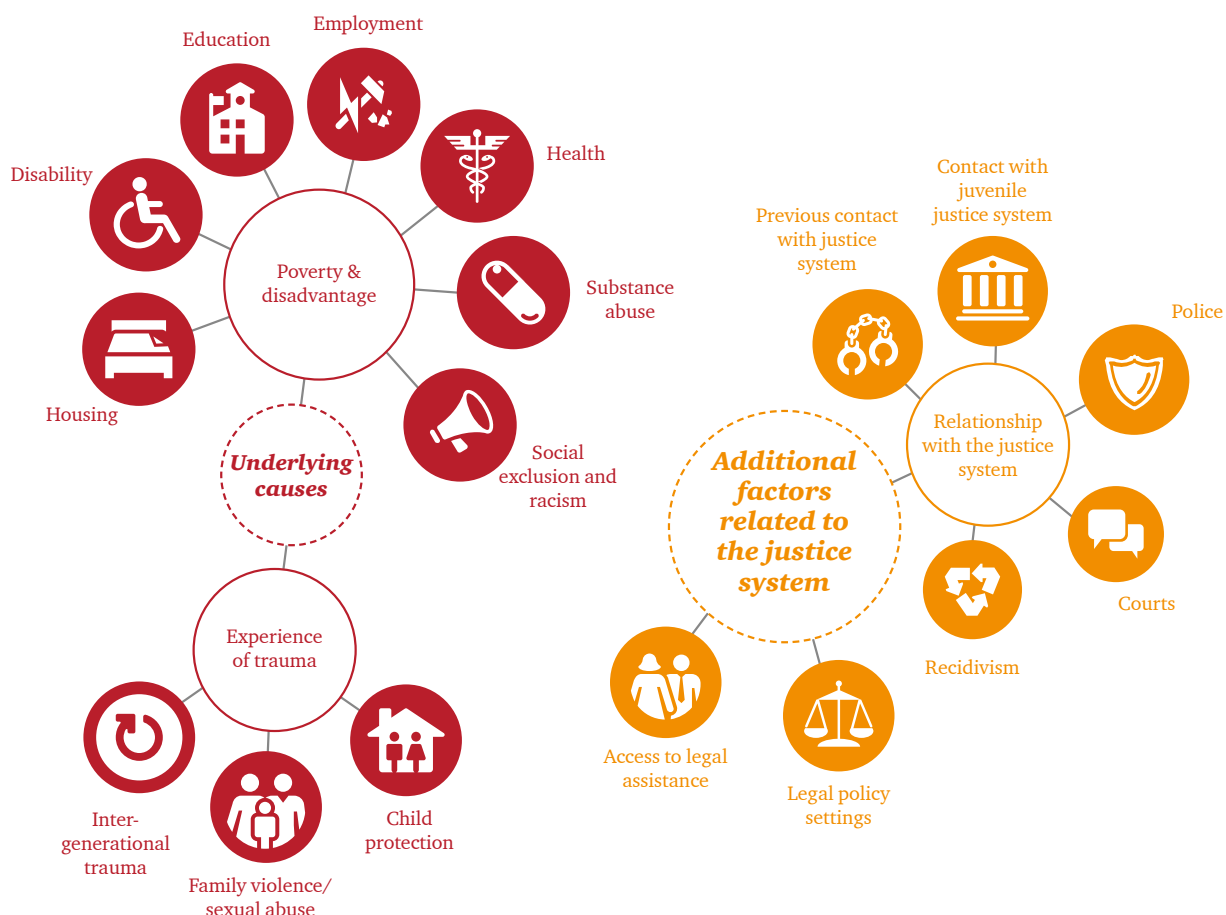 Employment
Education
Health
Disability
Poverty &
disadvantage
Substance
abuse
Housing
Social
exclusion and
racism
Underlying
causes
Experience
of trauma
Inter-
generational
trauma
Family violence/
sexual abuse
Child
protection
Contact with
juvenile
justice system
Previous contact
with justice
system
Police
Relationship
with the justice
system
Additional
factors
related to
the justice
system
Courts
Recidivism
Access to legal
assistance
Legal policy
settings